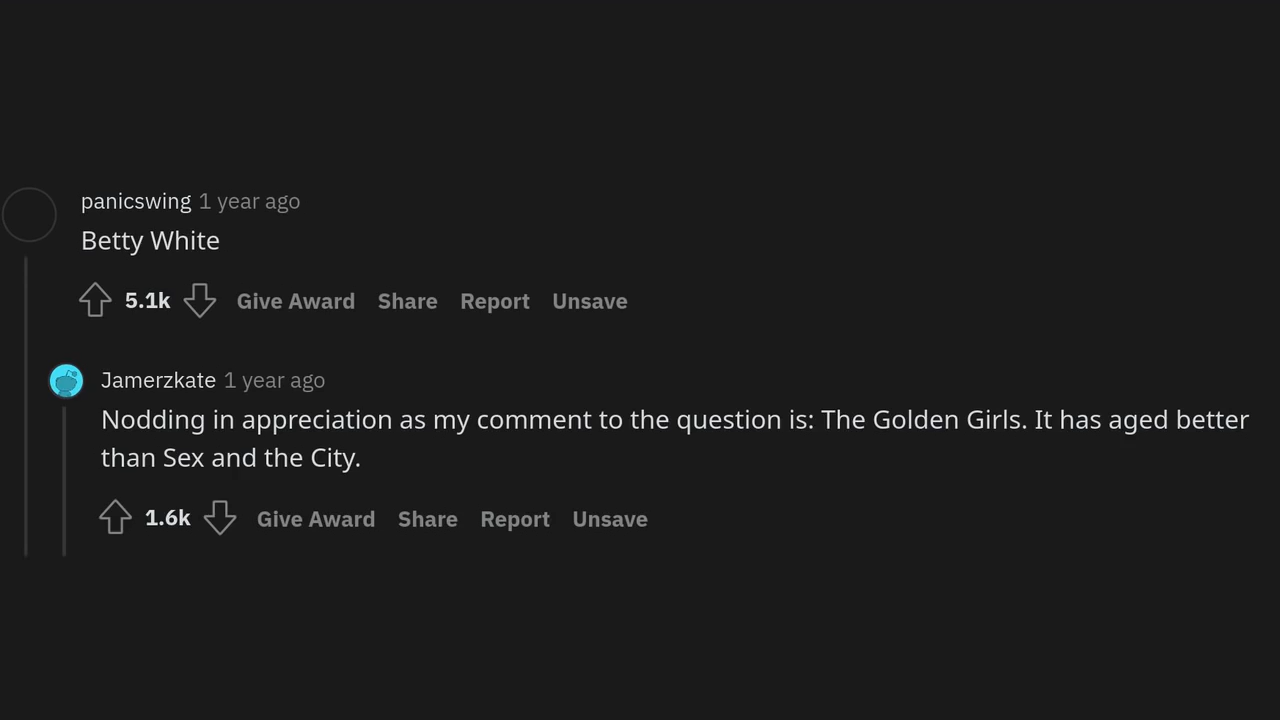 panicswing 1 year ago
Betty White
5.1k Give Award Share Report Unsave
Jamerzkate 1 year ago
Nodding in appreciation as my comment to the question is: The Golden Girls. It has aged better
than Sex and the City.
1.6k Give Award Share Report Unsave